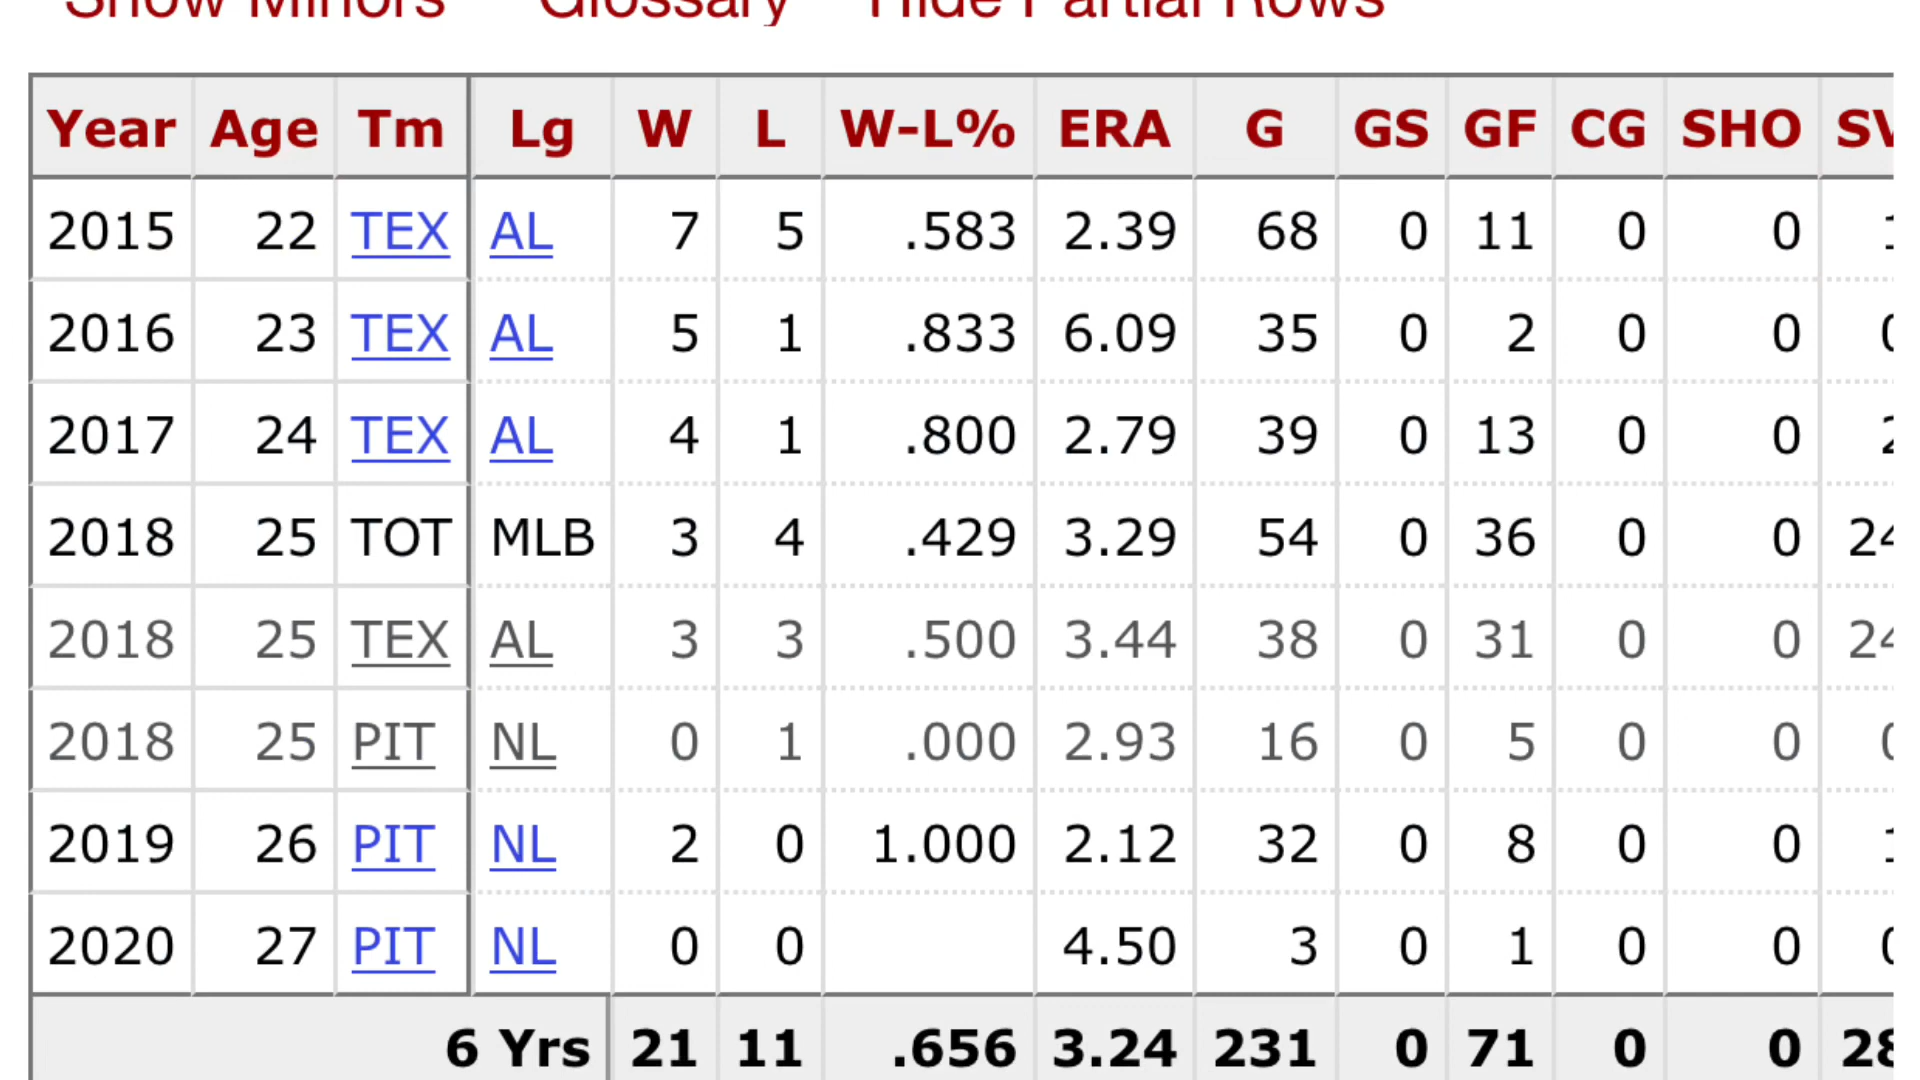 Show Minors Glossary Hide Partial Rows
Year Age Tm Lg W L W-L% ERA G GS GF CG SHO SV
2015 22 TEX AL 7 5 .583 2.39 68 0 11 0 0 1
2016 23 TEX AL 5 1 .833 6.09 35 0 2 0 0 0
2017 24 TEX AL 4 1 .800 2.79 39 0 13 0 0 2
2018 25 TOT MLB 3 4 .429 3.29 54 0 36 0 0 24
2018 25 TEX AL 3 3 .500 3.44 38 0 31 0 0 24
2018 25 PIT NL 0 1 .000 2.93 16 0 5 0 0 0
2019 26 PIT NL 2 0 1.000 2.12 32 0 8 0 0 1
2020 27 PIT NL 0 0 4.50 3 0 1 0 0 0
6 Yrs 21 11 .656 3.24 231 0 71 0 0 28